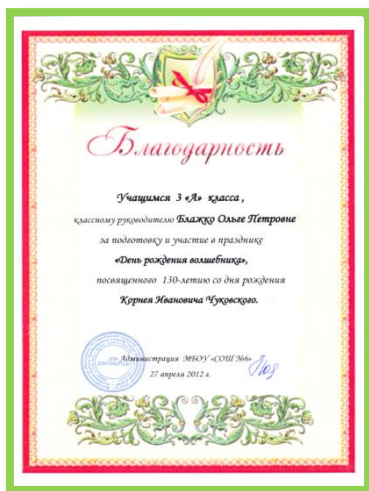 Благодарность
Учащимся 3 «А» класса ,
классному руководителю Блажко Ольге Петровне
за подготовку и участие в празднике
«День рождения волшебника»,
посвященного 130-летию со дня рождения
Корнея Ивановича Чуковского.
Администрация МБОУ «СОШ №6»
27 апреля 2012 г.